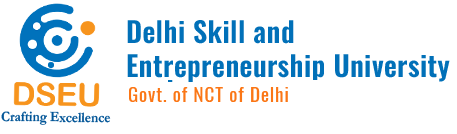 Delhi Skill and
Entrepreneurship University
Govt. of NCT of Delhi
DSEU
Crafting Excellence